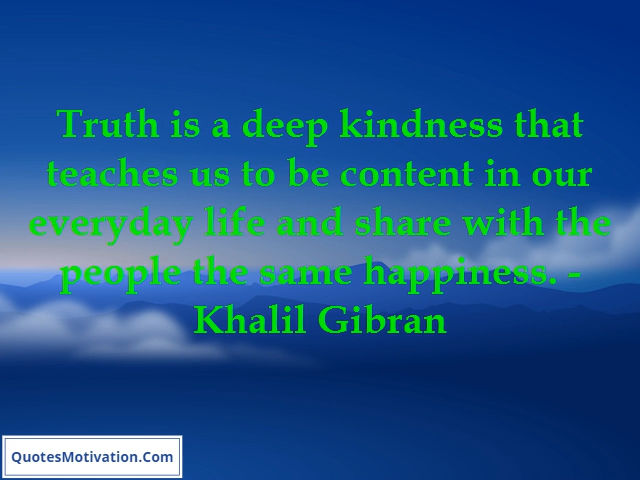 Truth is a deep kindness that
teaches us to be content in our
everyday life and share with the
people the same happiness. -
Khalil Gibran
QuotesMotivation.Com